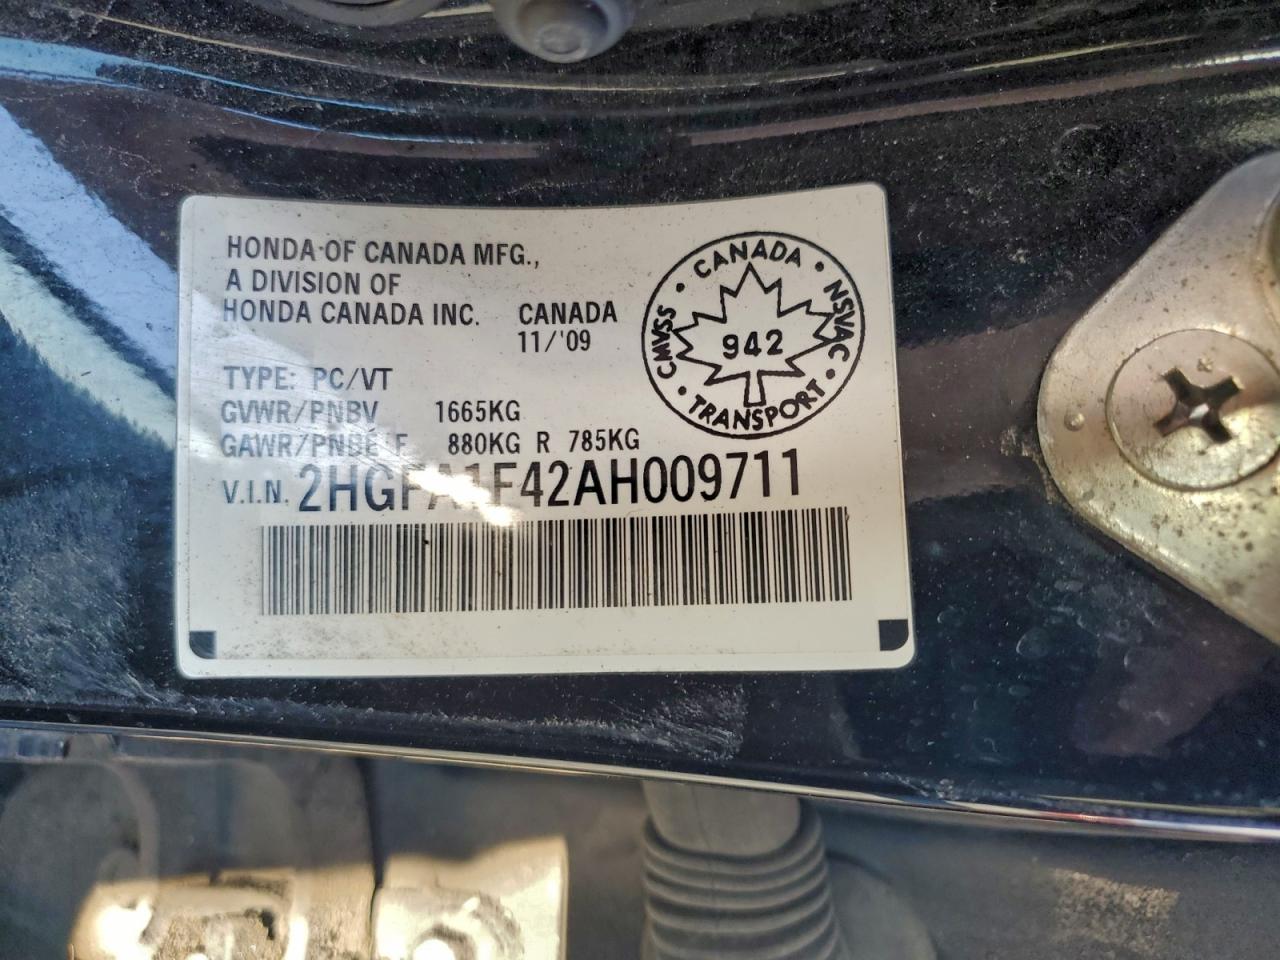 HONDA OF CANADA MFG.,
A DIVISION OF
HONDA CANADA INC. CANADA
11/'09
TYPE: PC/VT
GVWR/PNBV 1665KG
GAWR/PNBE F 880KG R 785KG
V.I.N. 2HGFA1F42AH009711
CANADA • NSVAC • TRANSPORT • CMVSS •
942